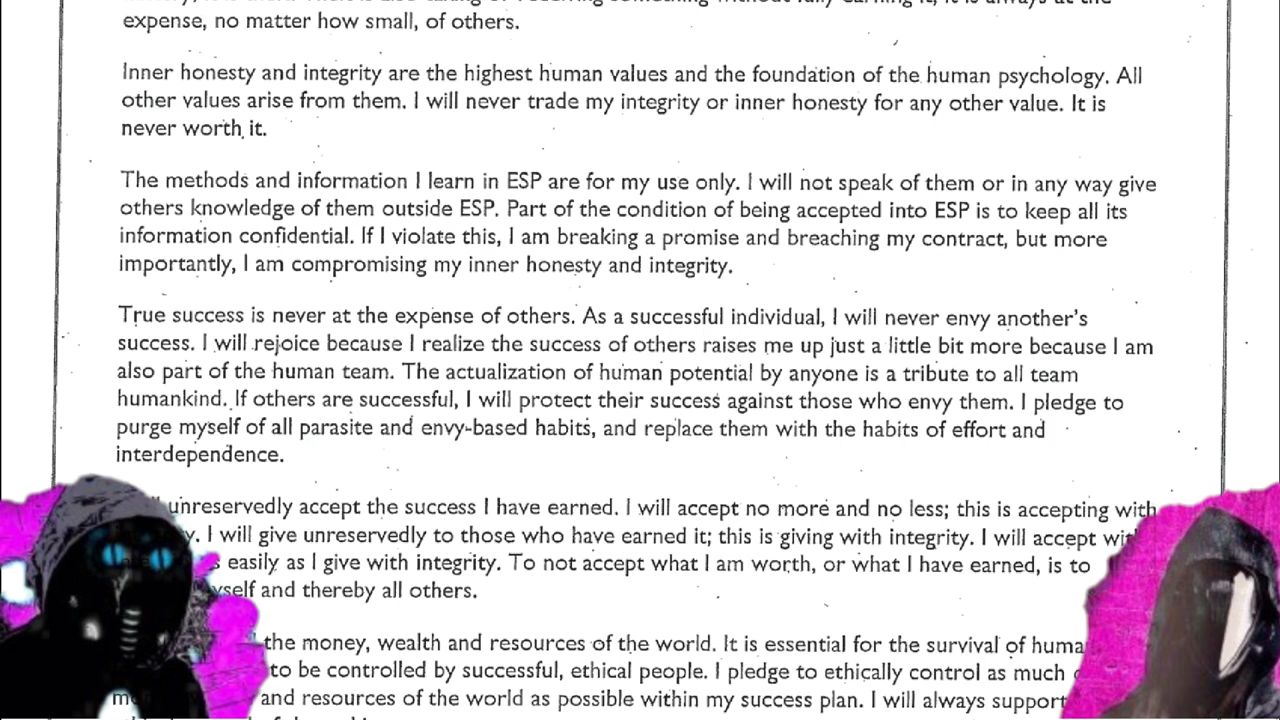 expense, no matter how small, of others.
Inner honesty and integrity are the highest human values and the foundation of the human psychology. All
other values arise from them. I will never trade my integrity or inner honesty for any other value. It is
never worth it.
The methods and information I learn in ESP are for my use only. I will not speak of them or in any way give
others knowledge of them outside ESP. Part of the condition of being accepted into ESP is to keep all its
information confidential. If I violate this, I am breaking a promise and breaching my contract, but more
importantly, I am compromising my inner honesty and integrity.
True success is never at the expense of others. As a successful individual, I will never envy another's
success. I will rejoice because I realize the success of others raises me up just a little bit more because I am
also part of the human team. The actualization of human potential by anyone is a tribute to all team
humankind. If others are successful, I will protect their success against those who envy them. I pledge to
purge myself of all parasite and envy-based habits, and replace them with the habits of effort and
interdependence.
unreservedly accept the success I have earned. I will accept no more and no less; this is accepting with
I will give unreservedly to those who have earned it; this is giving with integrity. I will accept
easily as I give with integrity. To not accept what I am worth, or what I have earned, is to
and thereby all others.
the money, wealth and resources of the world. It is essential for the survival of
to be controlled by successful, ethical people. I pledge to ethically control as much
and resources of the world as possible within my success plan. I will always support